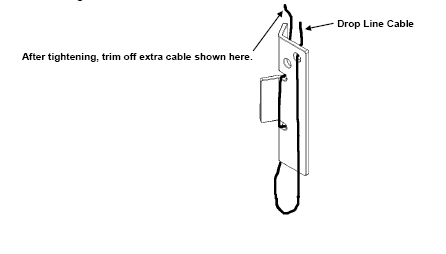 Drop Line Cable
After tightening, trim off extra cable shown here.